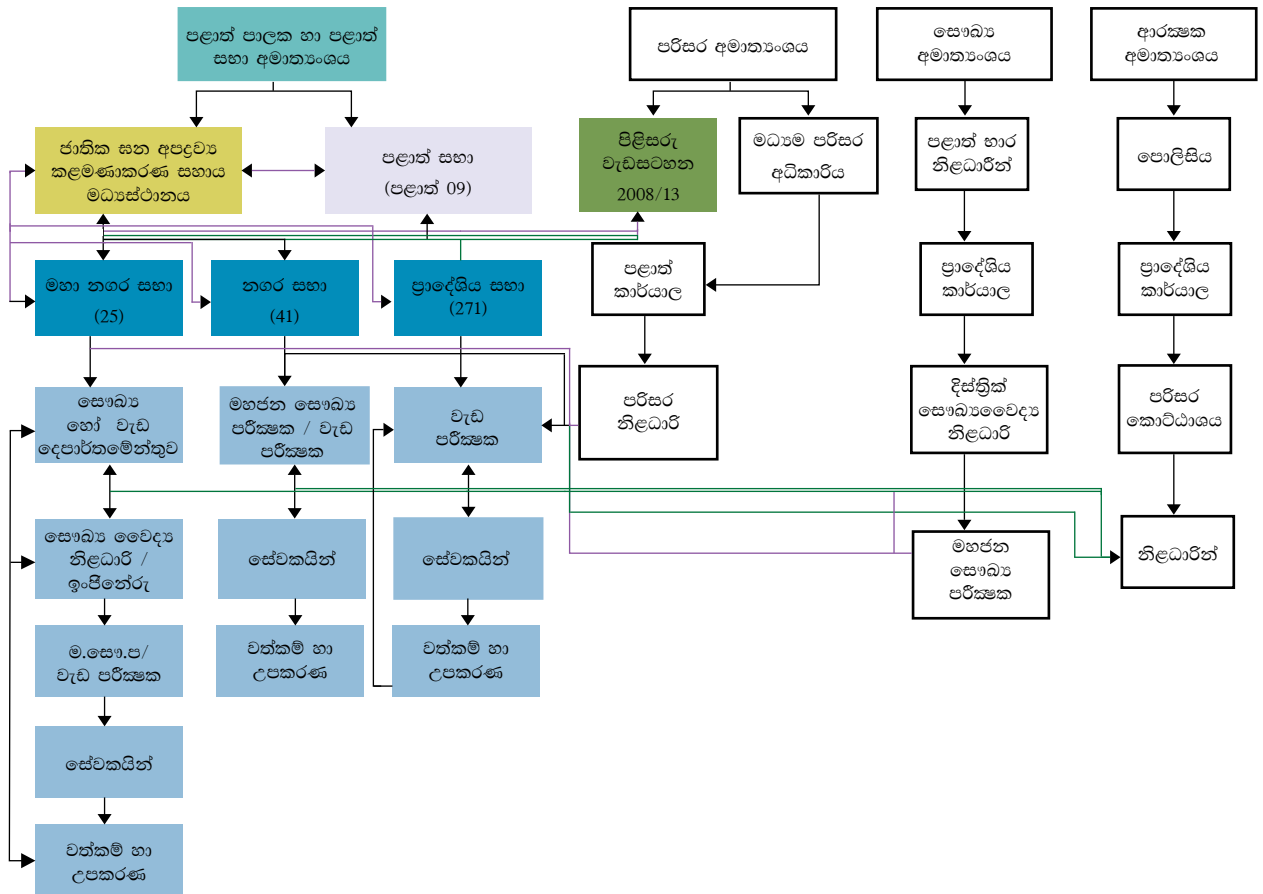 පළාත් පාලක හා පළාත්
සභා අමාත්‍යංශය
පරිසර අමාත්‍යංශය
සෞඛ්‍ය
අමාත්‍යංශය
ආරක්‍ෂක
අමාත්‍යංශය
ජාතික ඝන අපද්‍රව්‍ය
කළමණාකරණ සහාය
මධ්‍යස්ථානය
පළාත් සභා
(පළාත් 09)
පිළිසරු
වැඩසටහන
2008/13
මධ්‍යම පරිසර
අධිකාරිය
පළාත් භාර
නිළධාරීන්
පොලිසිය
මහා නගර සභා
(25)
නගර සභා
(41)
ප්‍රාදේශිය සභා
(271)
පළාත්
කාර්යාල
ප්‍රාදේශිය
කාර්යාල
ප්‍රාදේශිය
කාර්යාල
සෞඛ්‍ය
හෝ වැඩ
දෙපාර්තමේන්තුව
මහජන සෞඛ්‍ය
පරීක්‍ෂක / වැඩ
පරීක්‍ෂක
වැඩ
පරීක්‍ෂක
පරිසර
නිළධාරි
දිස්ත්‍රික්
සෞඛ්‍යවෛද්‍ය
නිළධාරි
පරිසර
කොට්ඨාශය
සෞඛ්‍ය වෛද්‍ය
නිළධාරි /
ඉංජිනේරු
සේවකයින්
සේවකයින්
මහජන
සෞඛ්‍ය
පරීක්‍ෂක
නිළධාරින්
ම.සෞ.ප/
වැඩ පරීක්‍ෂක
වත්කම් හා
උපකරණ
වත්කම් හා
උපකරණ
සේවකයින්
වත්කම් හා
උපකරණ